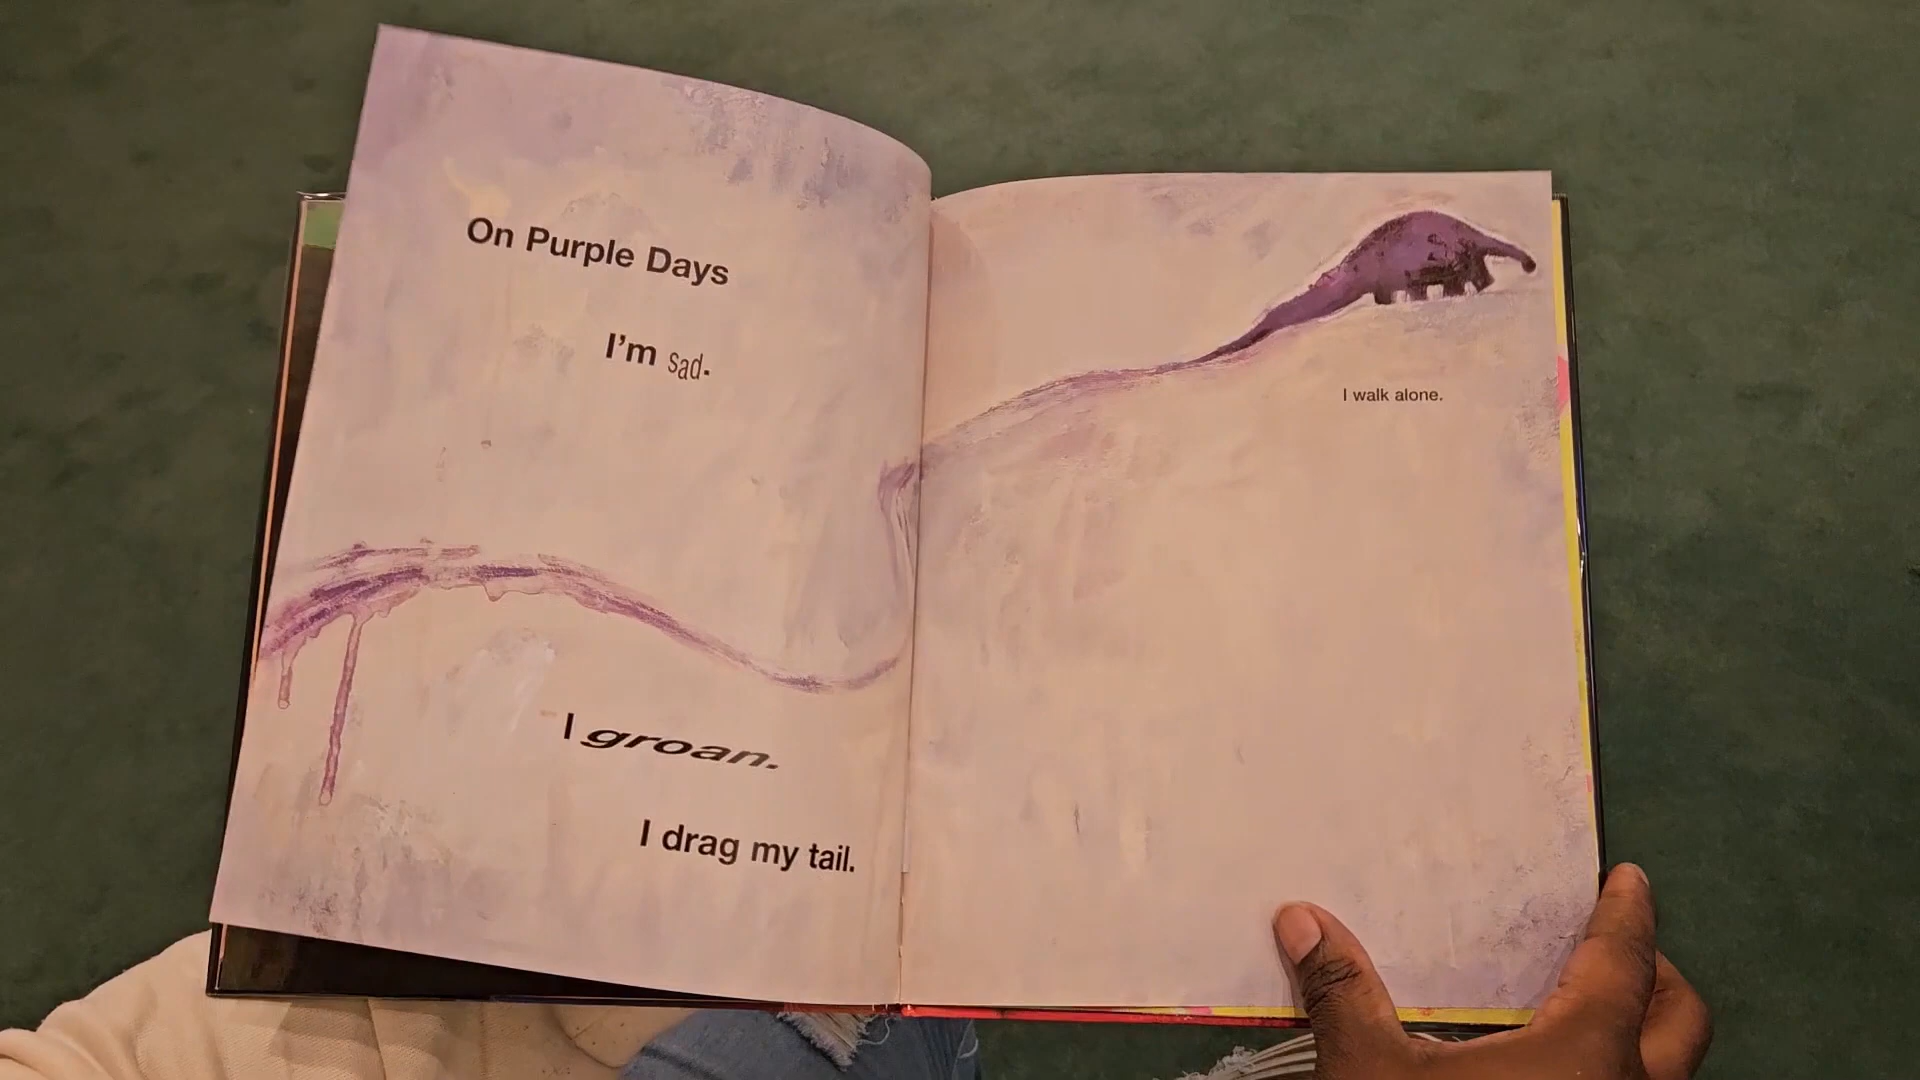 On Purple Days
I'm sad.
I groan.
I drag my tail.
I walk alone.